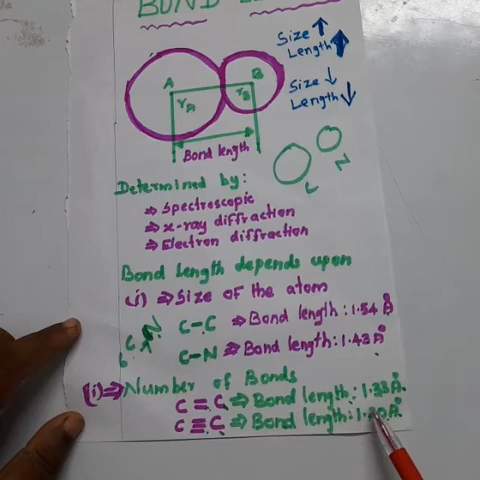 BOND
Size ↑
Length ↑
Size ↓
Length ↓
A
B
rA
rB
Bond length
L
N
Determined by:
⇒ Spectroscopic
⇒ x-ray diffraction
⇒ Electron diffraction
Bond length depends upon
(i) ⇒ Size of the atom
C-C ⇒ Bond length: 1.54 Å
C
6
C-N ⇒ Bond length: 1.43 Å
(i) ⇒ Number of Bonds
C = C ⇒ Bond length: 1.33 Å
C ≡ C ⇒ Bond length: 1.20 Å